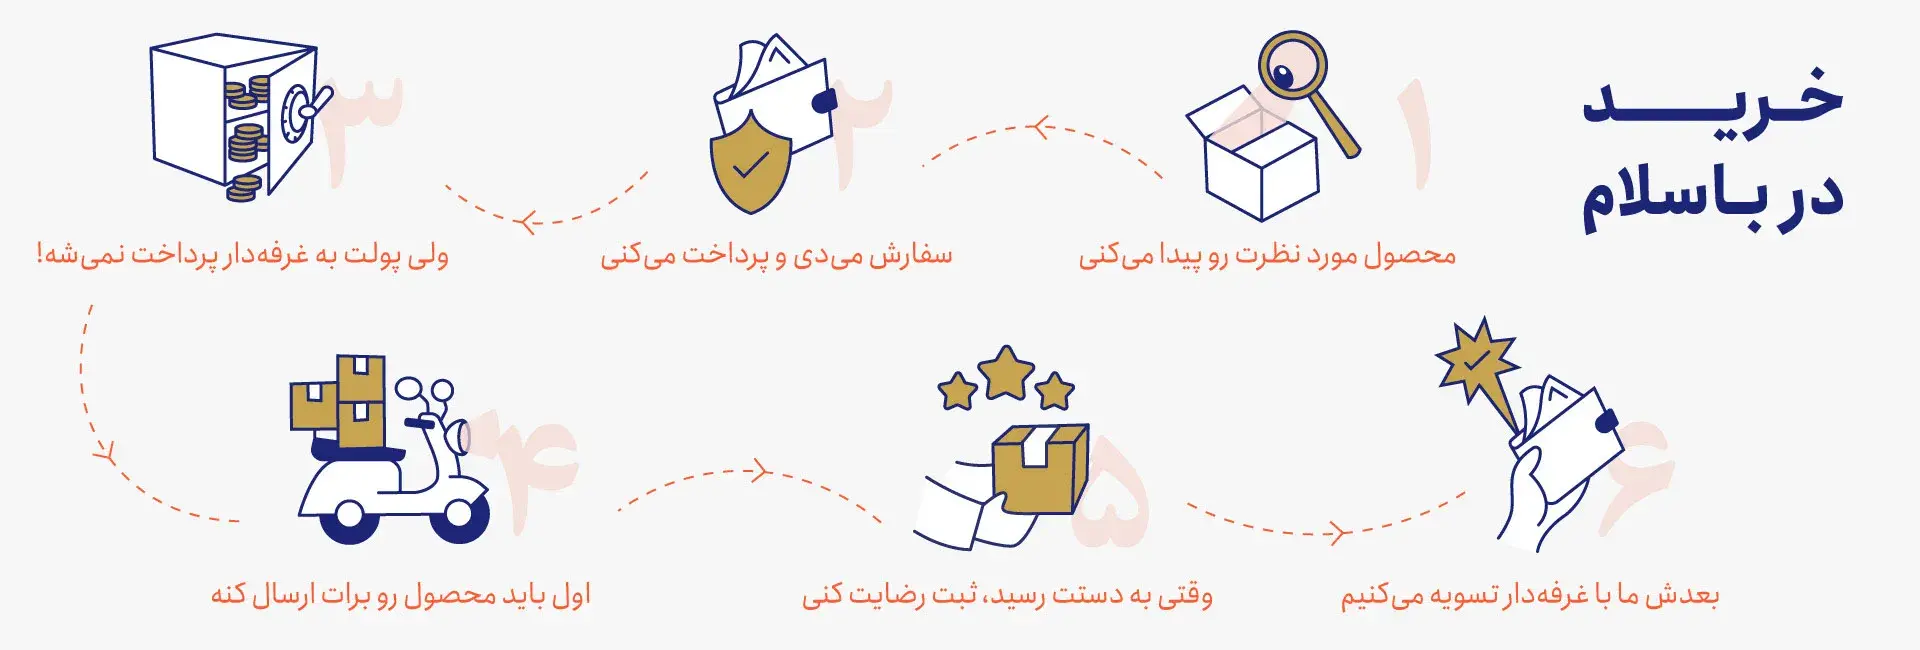 خرید
در باسلام
۱
محصول مورد نظرت رو پیدا می‌کنی
۲
سفارش می‌دی و پرداخت می‌کنی
۳
ولی پولت به غرفه‌دار پرداخت نمی‌شه!
۴
اول باید محصول رو برات ارسال کنه
۵
وقتی به دستت رسید، ثبت رضایت کنی
۶
بعدش ما با غرفه‌دار تسویه می‌کنیم